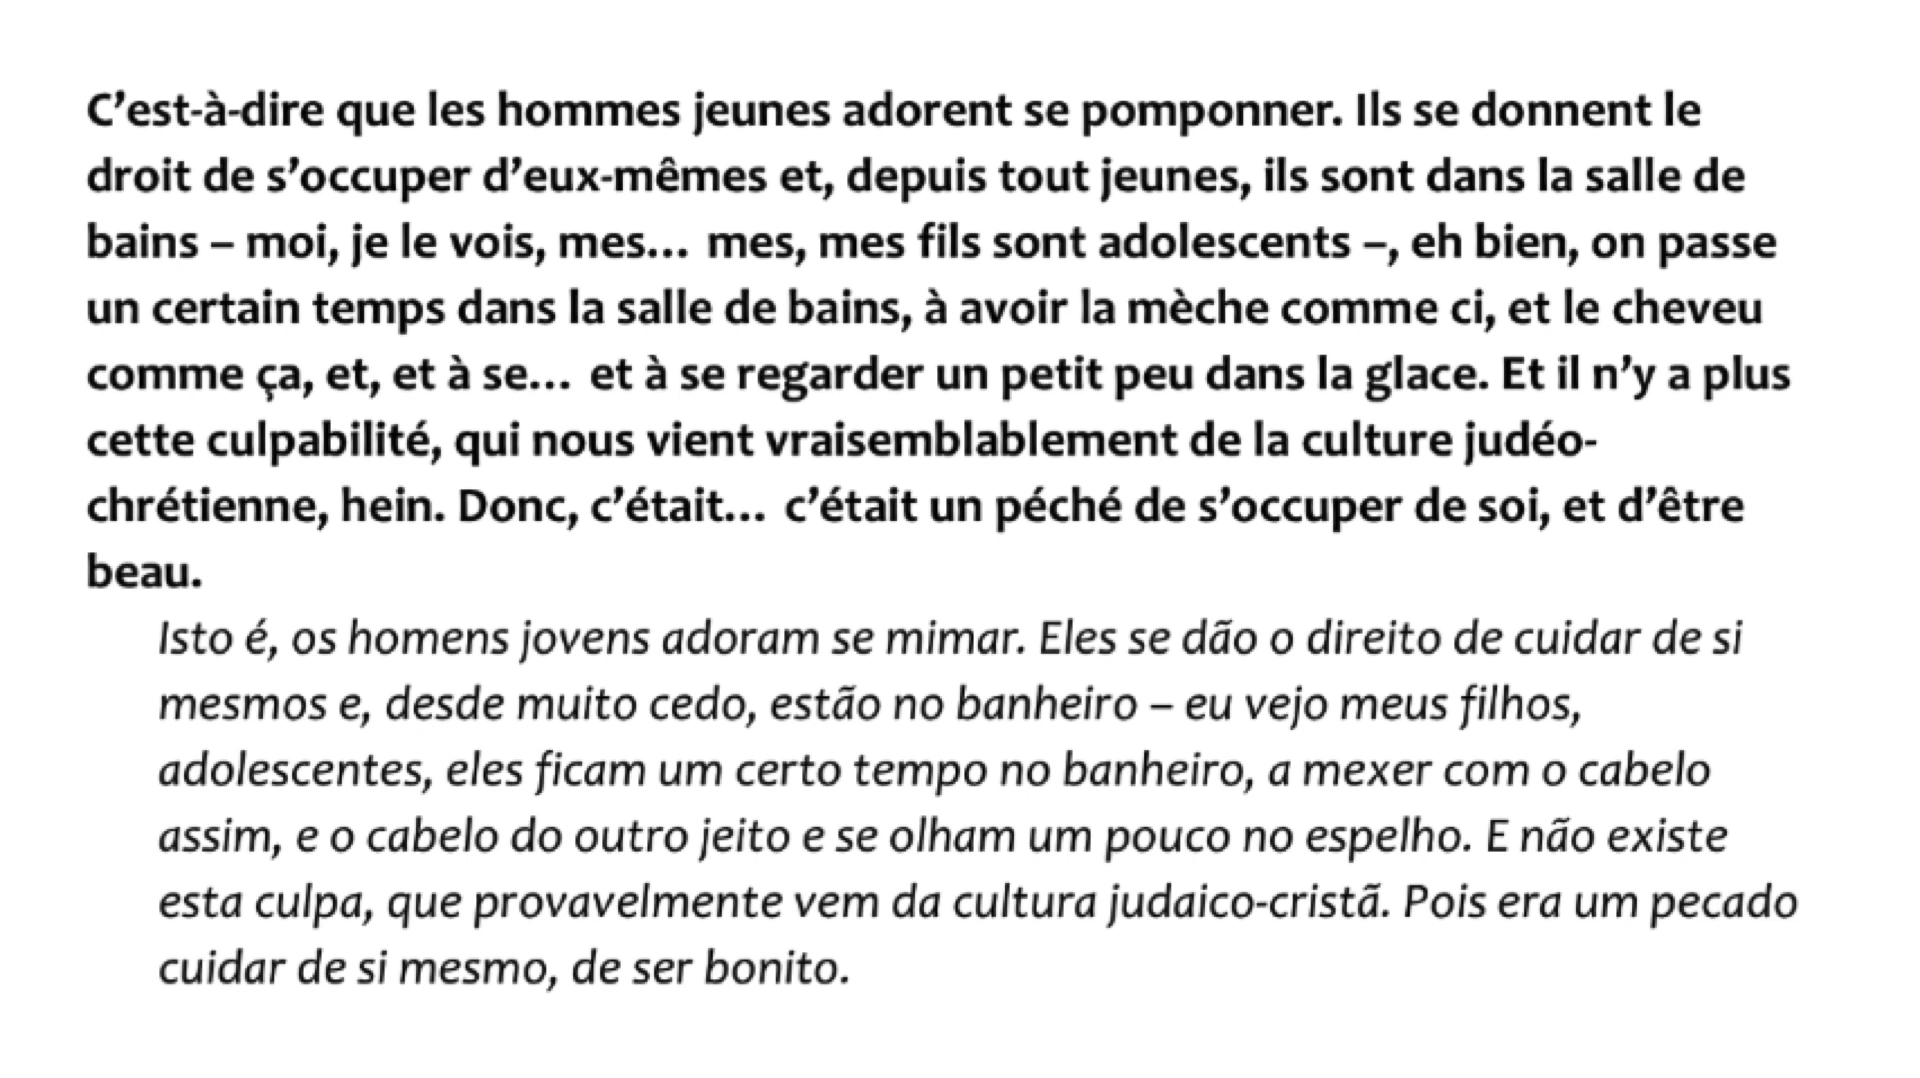 C’est-à-dire que les hommes jeunes adorent se pomponner. Ils se donnent le
droit de s’occuper d’eux-mêmes et, depuis tout jeunes, ils sont dans la salle de
bains – moi, je le vois, mes… mes, mes fils sont adolescents –, eh bien, on passe
un certain temps dans la salle de bains, à avoir la mèche comme ci, et le cheveu
comme ça, et, et à se… et à se regarder un petit peu dans la glace. Et il n’y a plus
cette culpabilité, qui nous vient vraisemblablement de la culture judéo-
chrétienne, hein. Donc, c’était… c’était un péché de s’occuper de soi, et d’être
beau.
Isto é, os homens jovens adoram se mimar. Eles se dão o direito de cuidar de si
mesmos e, desde muito cedo, estão no banheiro – eu vejo meus filhos,
adolescentes, eles ficam um certo tempo no banheiro, a mexer com o cabelo
assim, e o cabelo do outro jeito e se olham um pouco no espelho. E não existe
esta culpa, que provavelmente vem da cultura judaico-cristã. Pois era um pecado
cuidar de si mesmo, de ser bonito.